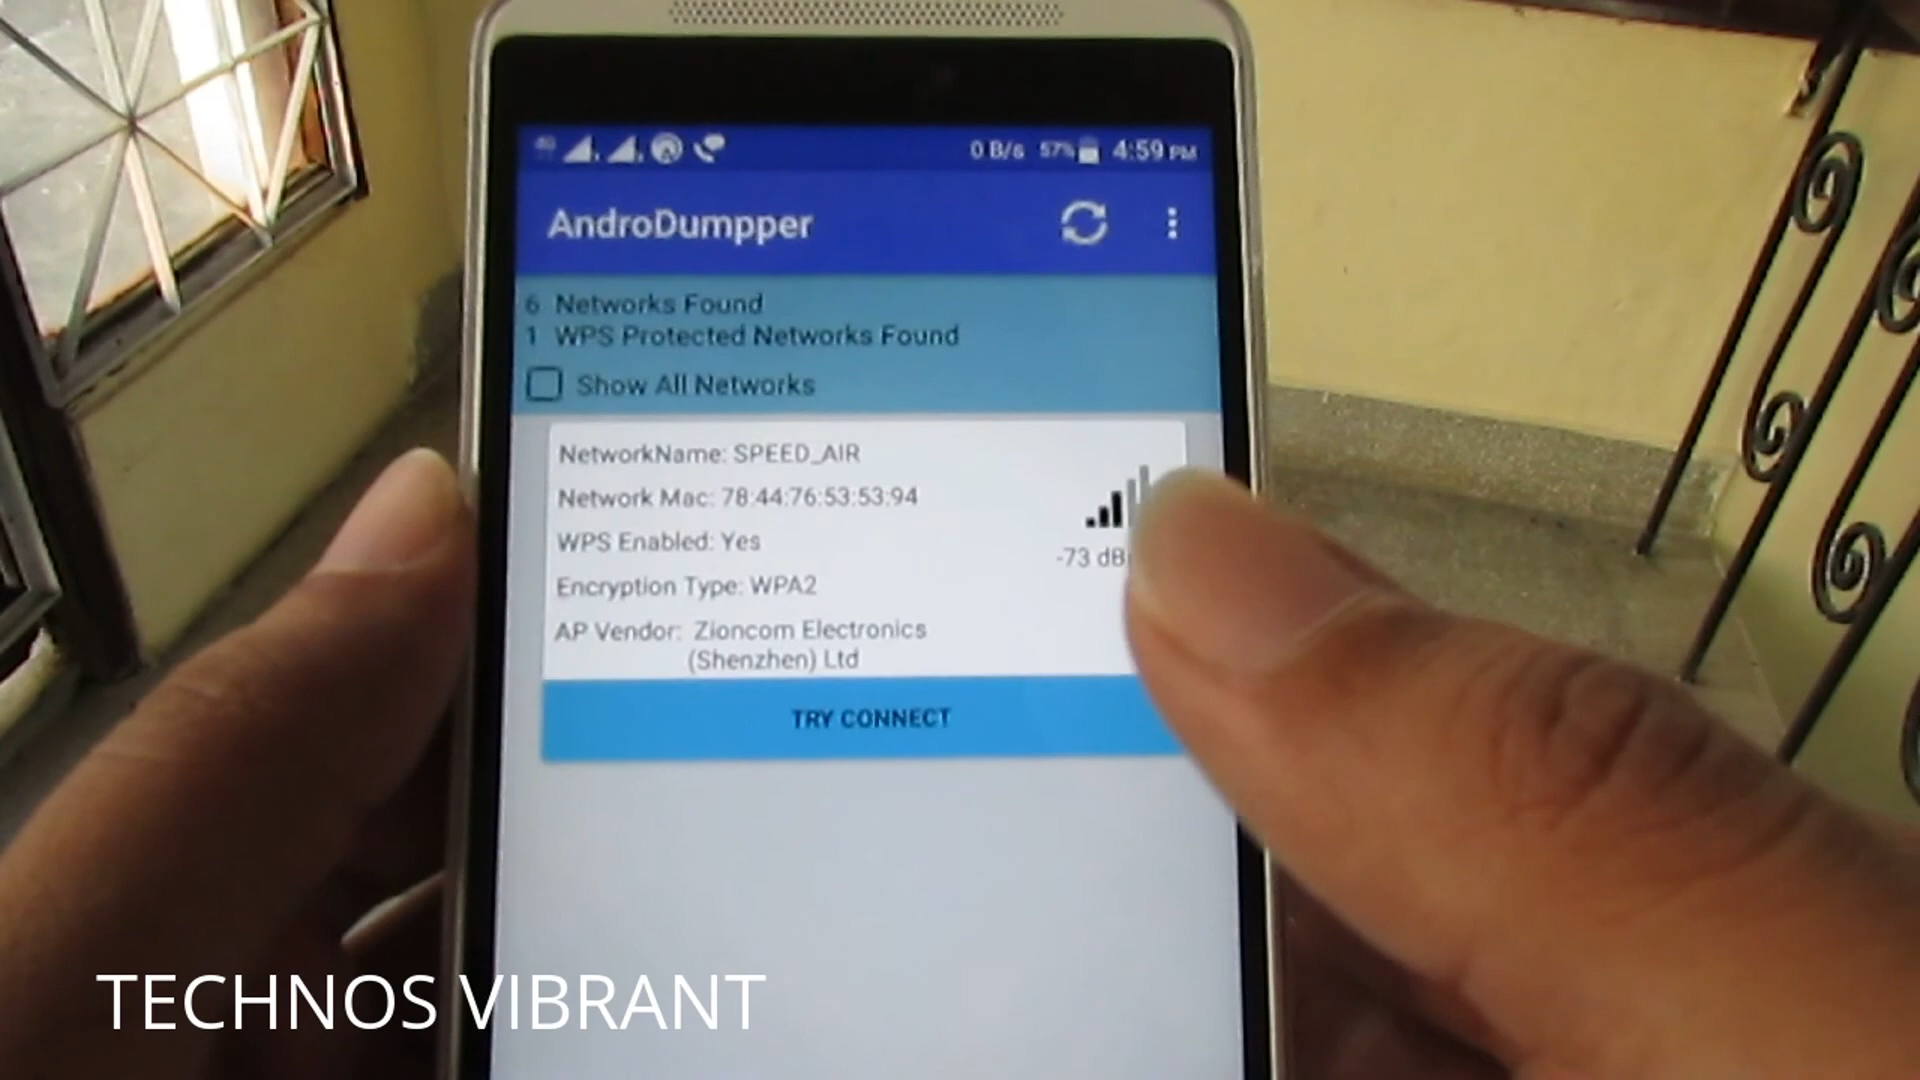 0 B/s 57% 4:59 PM
AndroDumpper
6 Networks Found
1 WPS Protected Networks Found
Show All Networks
NetworkName: SPEED_AIR
Network Mac: 78:44:76:53:53:94
WPS Enabled: Yes
-73 dB
Encryption Type: WPA2
AP Vendor: Zioncom Electronics
(Shenzhen) Ltd
TRY CONNECT
TECHNOS VIBRANT